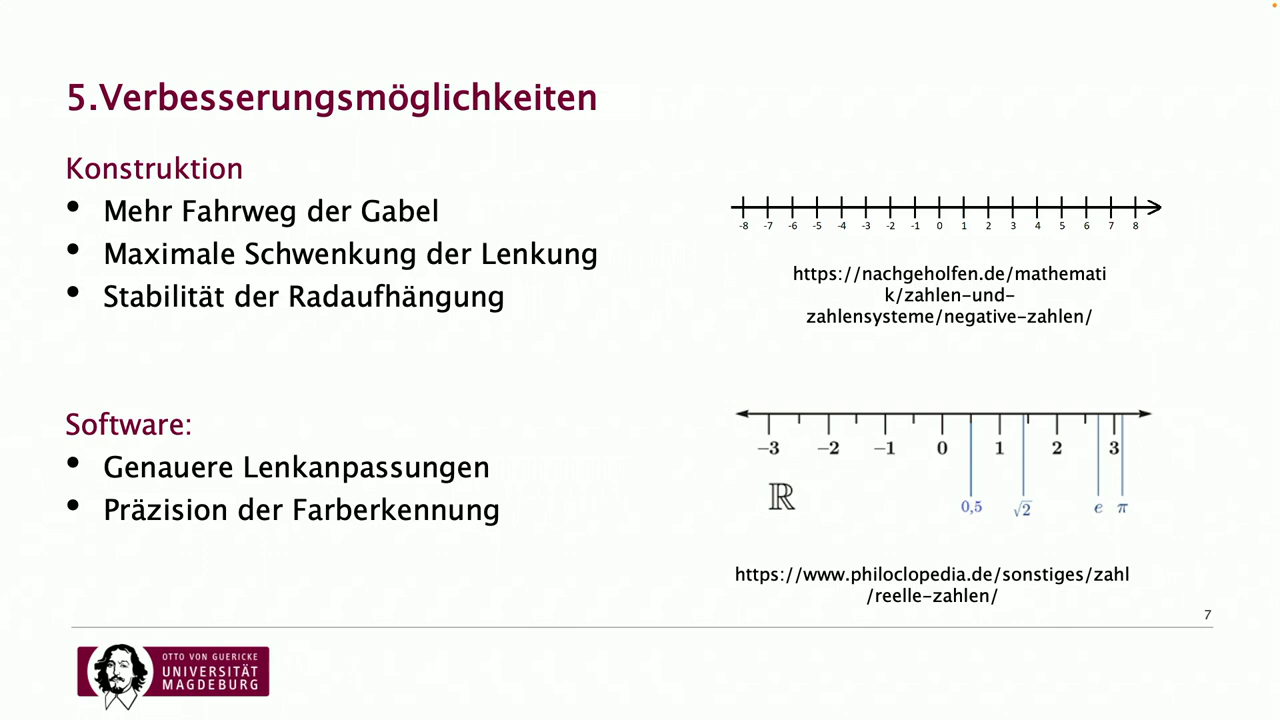 5.Verbesserungsmöglichkeiten
Konstruktion
• Mehr Fahrweg der Gabel
• Maximale Schwenkung der Lenkung
• Stabilität der Radaufhängung
Software:
• Genauere Lenkanpassungen
• Präzision der Farberkennung
-8 -7 -6 -5 -4 -3 -2 -1 0 1 2 3 4 5 6 7 8
https://nachgeholfen.de/mathemati
k/zahlen-und-
zahlensysteme/negative-zahlen/
−3 −2 −1 0 1 2 3
ℝ 0,5 √2 e π
https://www.philoclopedia.de/sonstiges/zahl
/reelle-zahlen/
7
OTTO VON GUERICKE
UNIVERSITÄT
MAGDEBURG